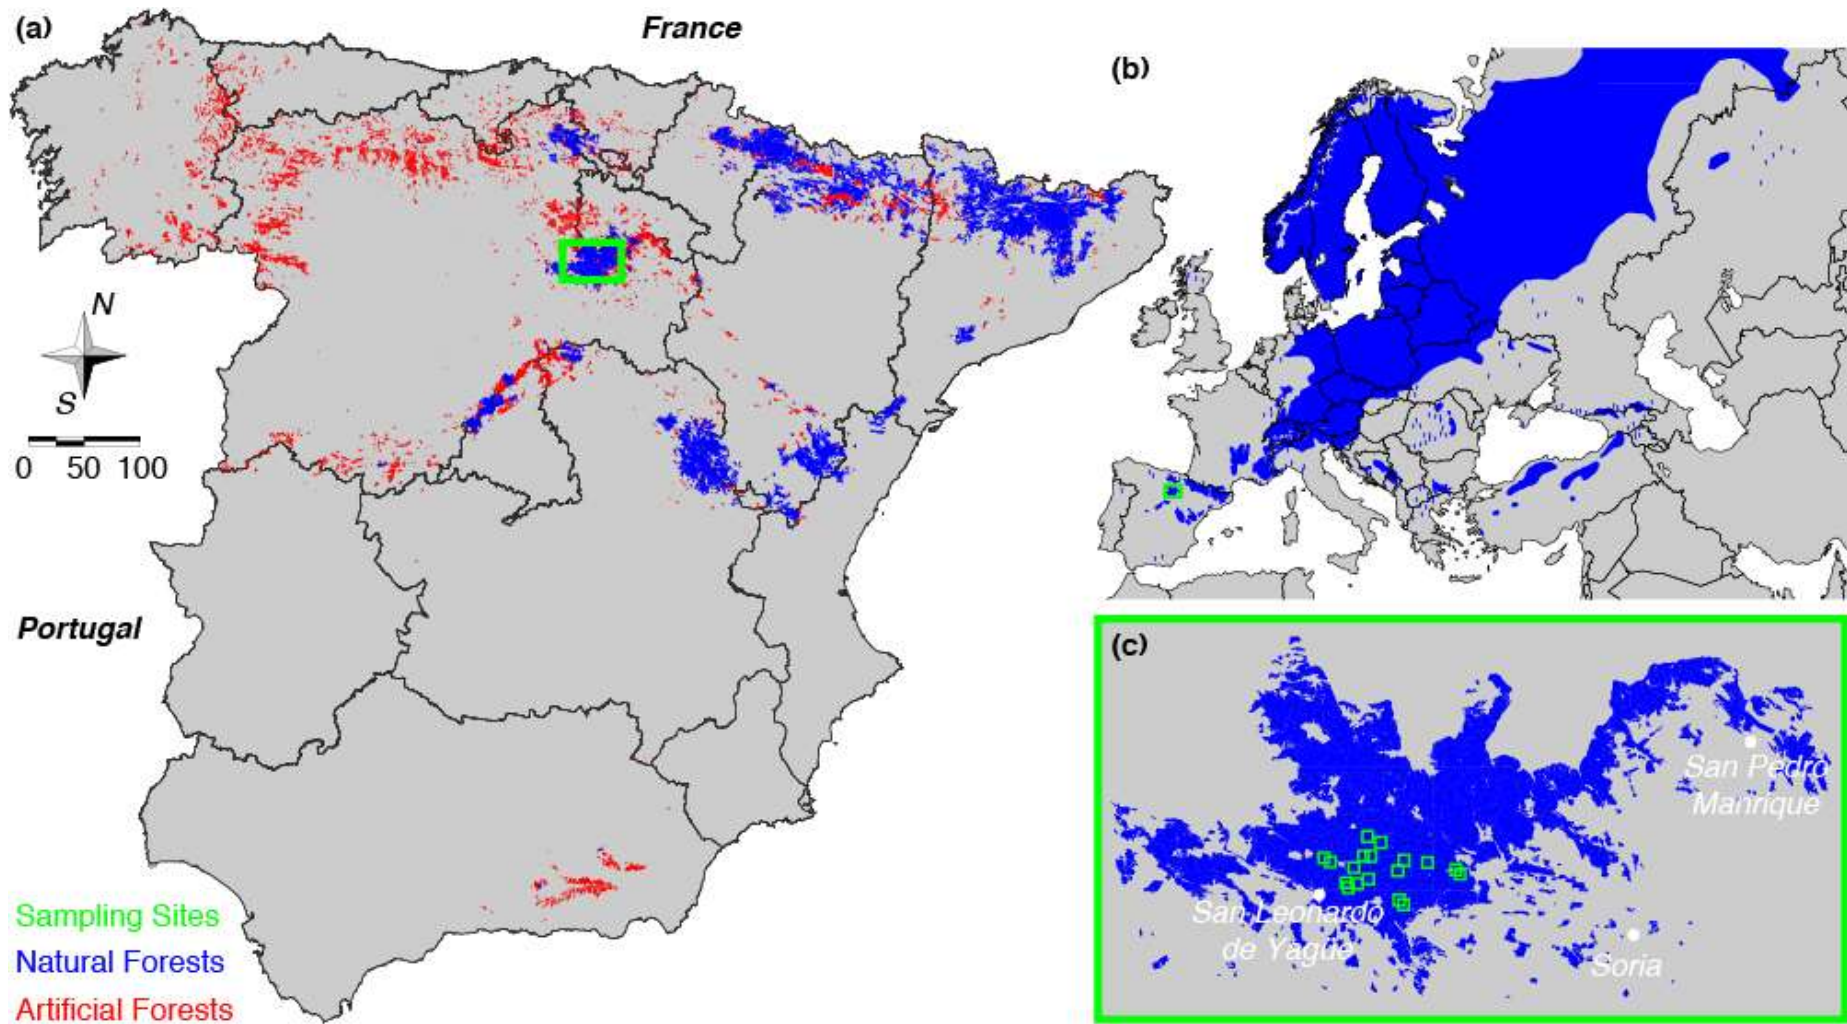 (a)
France
(b)
N
S
0 50 100
Portugal
(c)
San Pedro
Manrique
San Leonardo
de Yagüe
Soria
Sampling Sites
Natural Forests
Artificial Forests